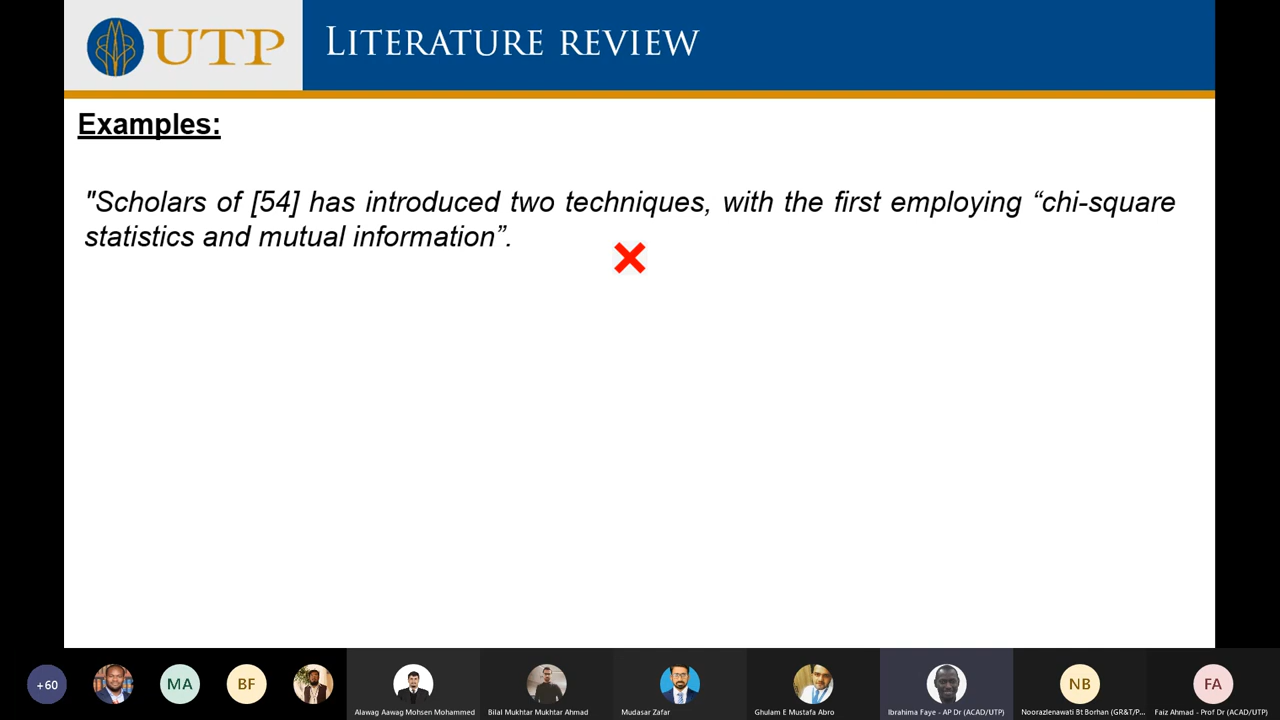 UTP
LITERATURE REVIEW
Examples:
"Scholars of [54] has introduced two techniques, with the first employing “chi-square
statistics and mutual information”.
+60
MA
BF
NB
FA
Alawag Aawag Mohsen Mohammed
Bilal Mukhtar Mukhtar Ahmad
Mudasar Zafar
Ghulam E Mustafa Abro
Ibrahima Faye - AP Dr (ACAD/UTP)
Noorazlenawati Bt Borhan (GR&T/P...
Faiz Ahmad - Prof Dr (ACAD/UTP)